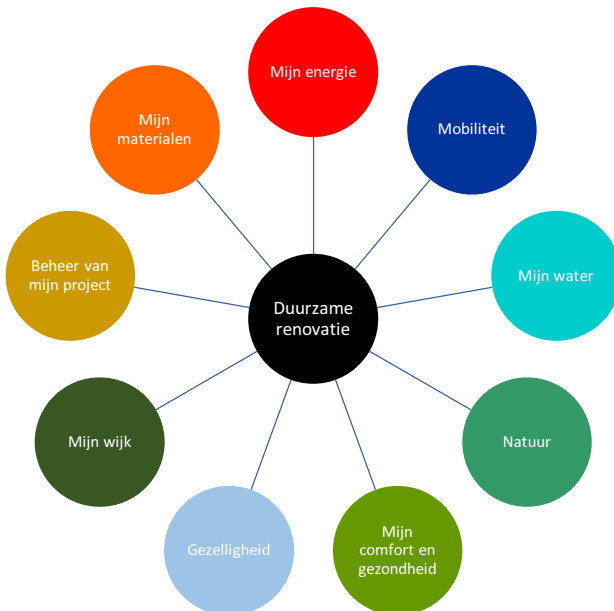 Mijn energie
Mobiliteit
Mijn water
Natuur
Mijn
comfort en
gezondheid
Gezelligheid
Mijn wijk
Beheer van
mijn project
Mijn
materialen
Duurzame
renovatie